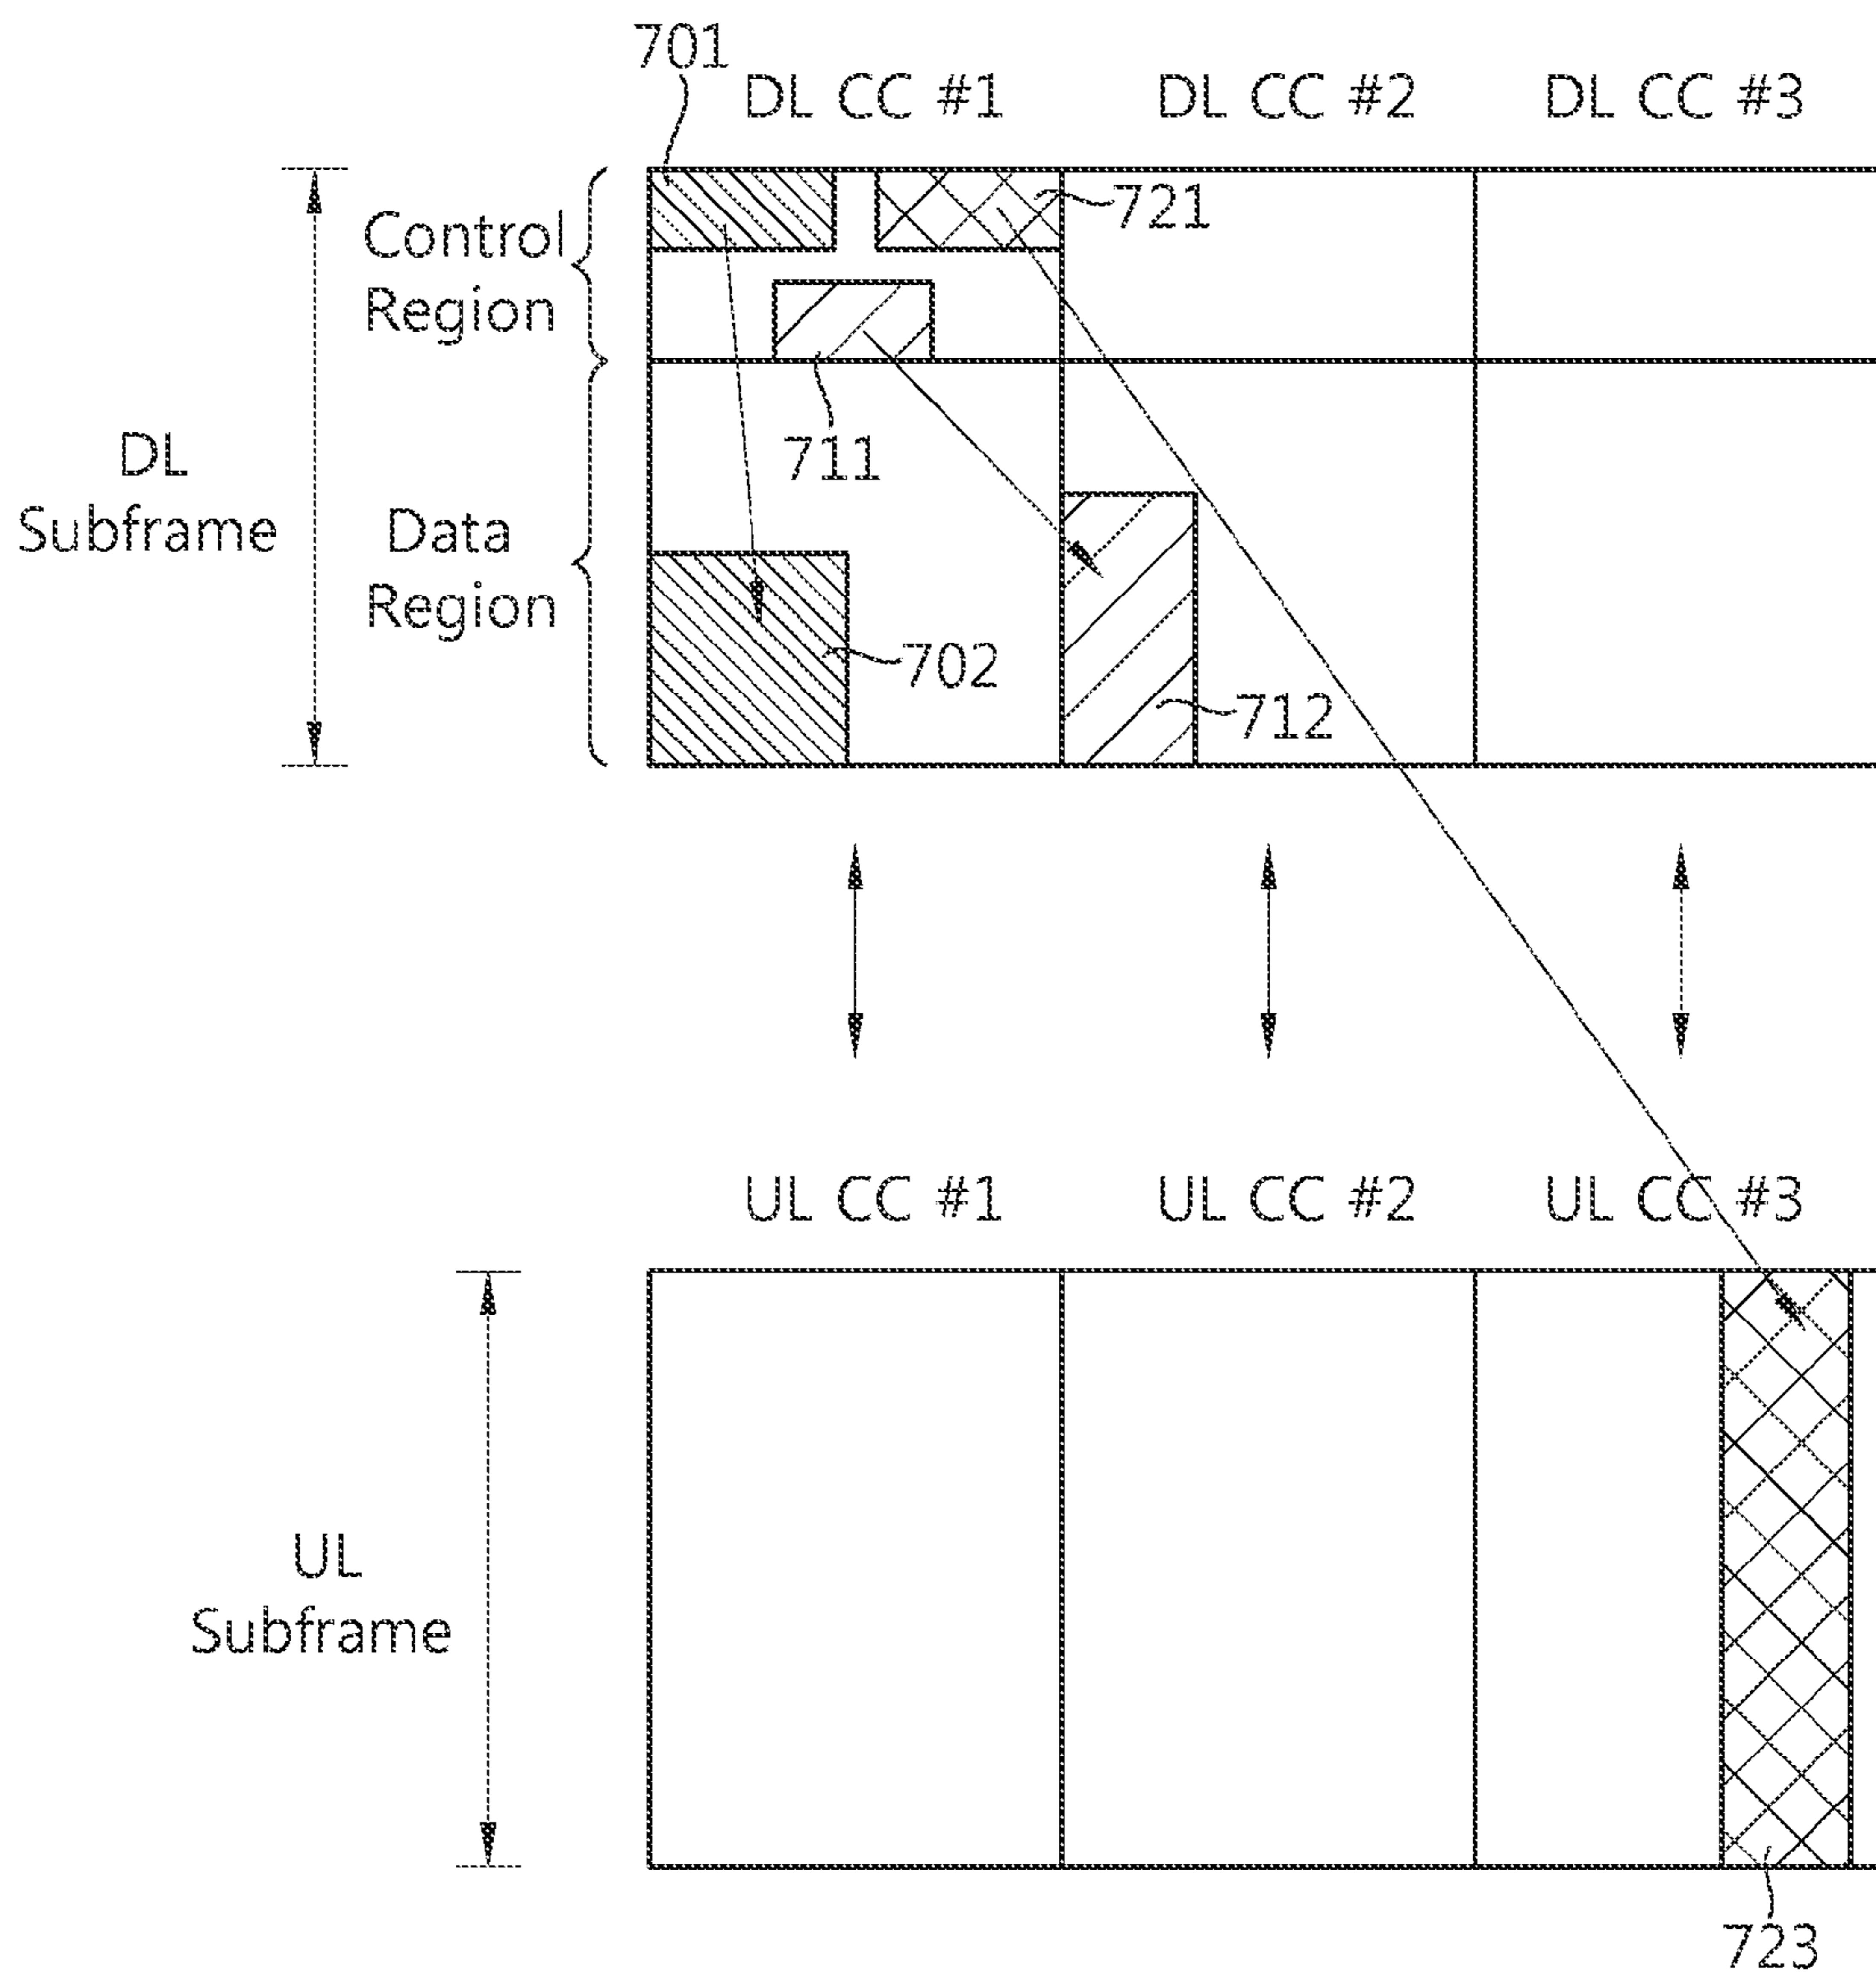 701
DL CC #1
DL CC #2
DL CC #3
721
Control
Region
711
DL
Subframe
Data
Region
702
712
UL CC #1
UL CC #2
UL CC #3
UL
Subframe
723